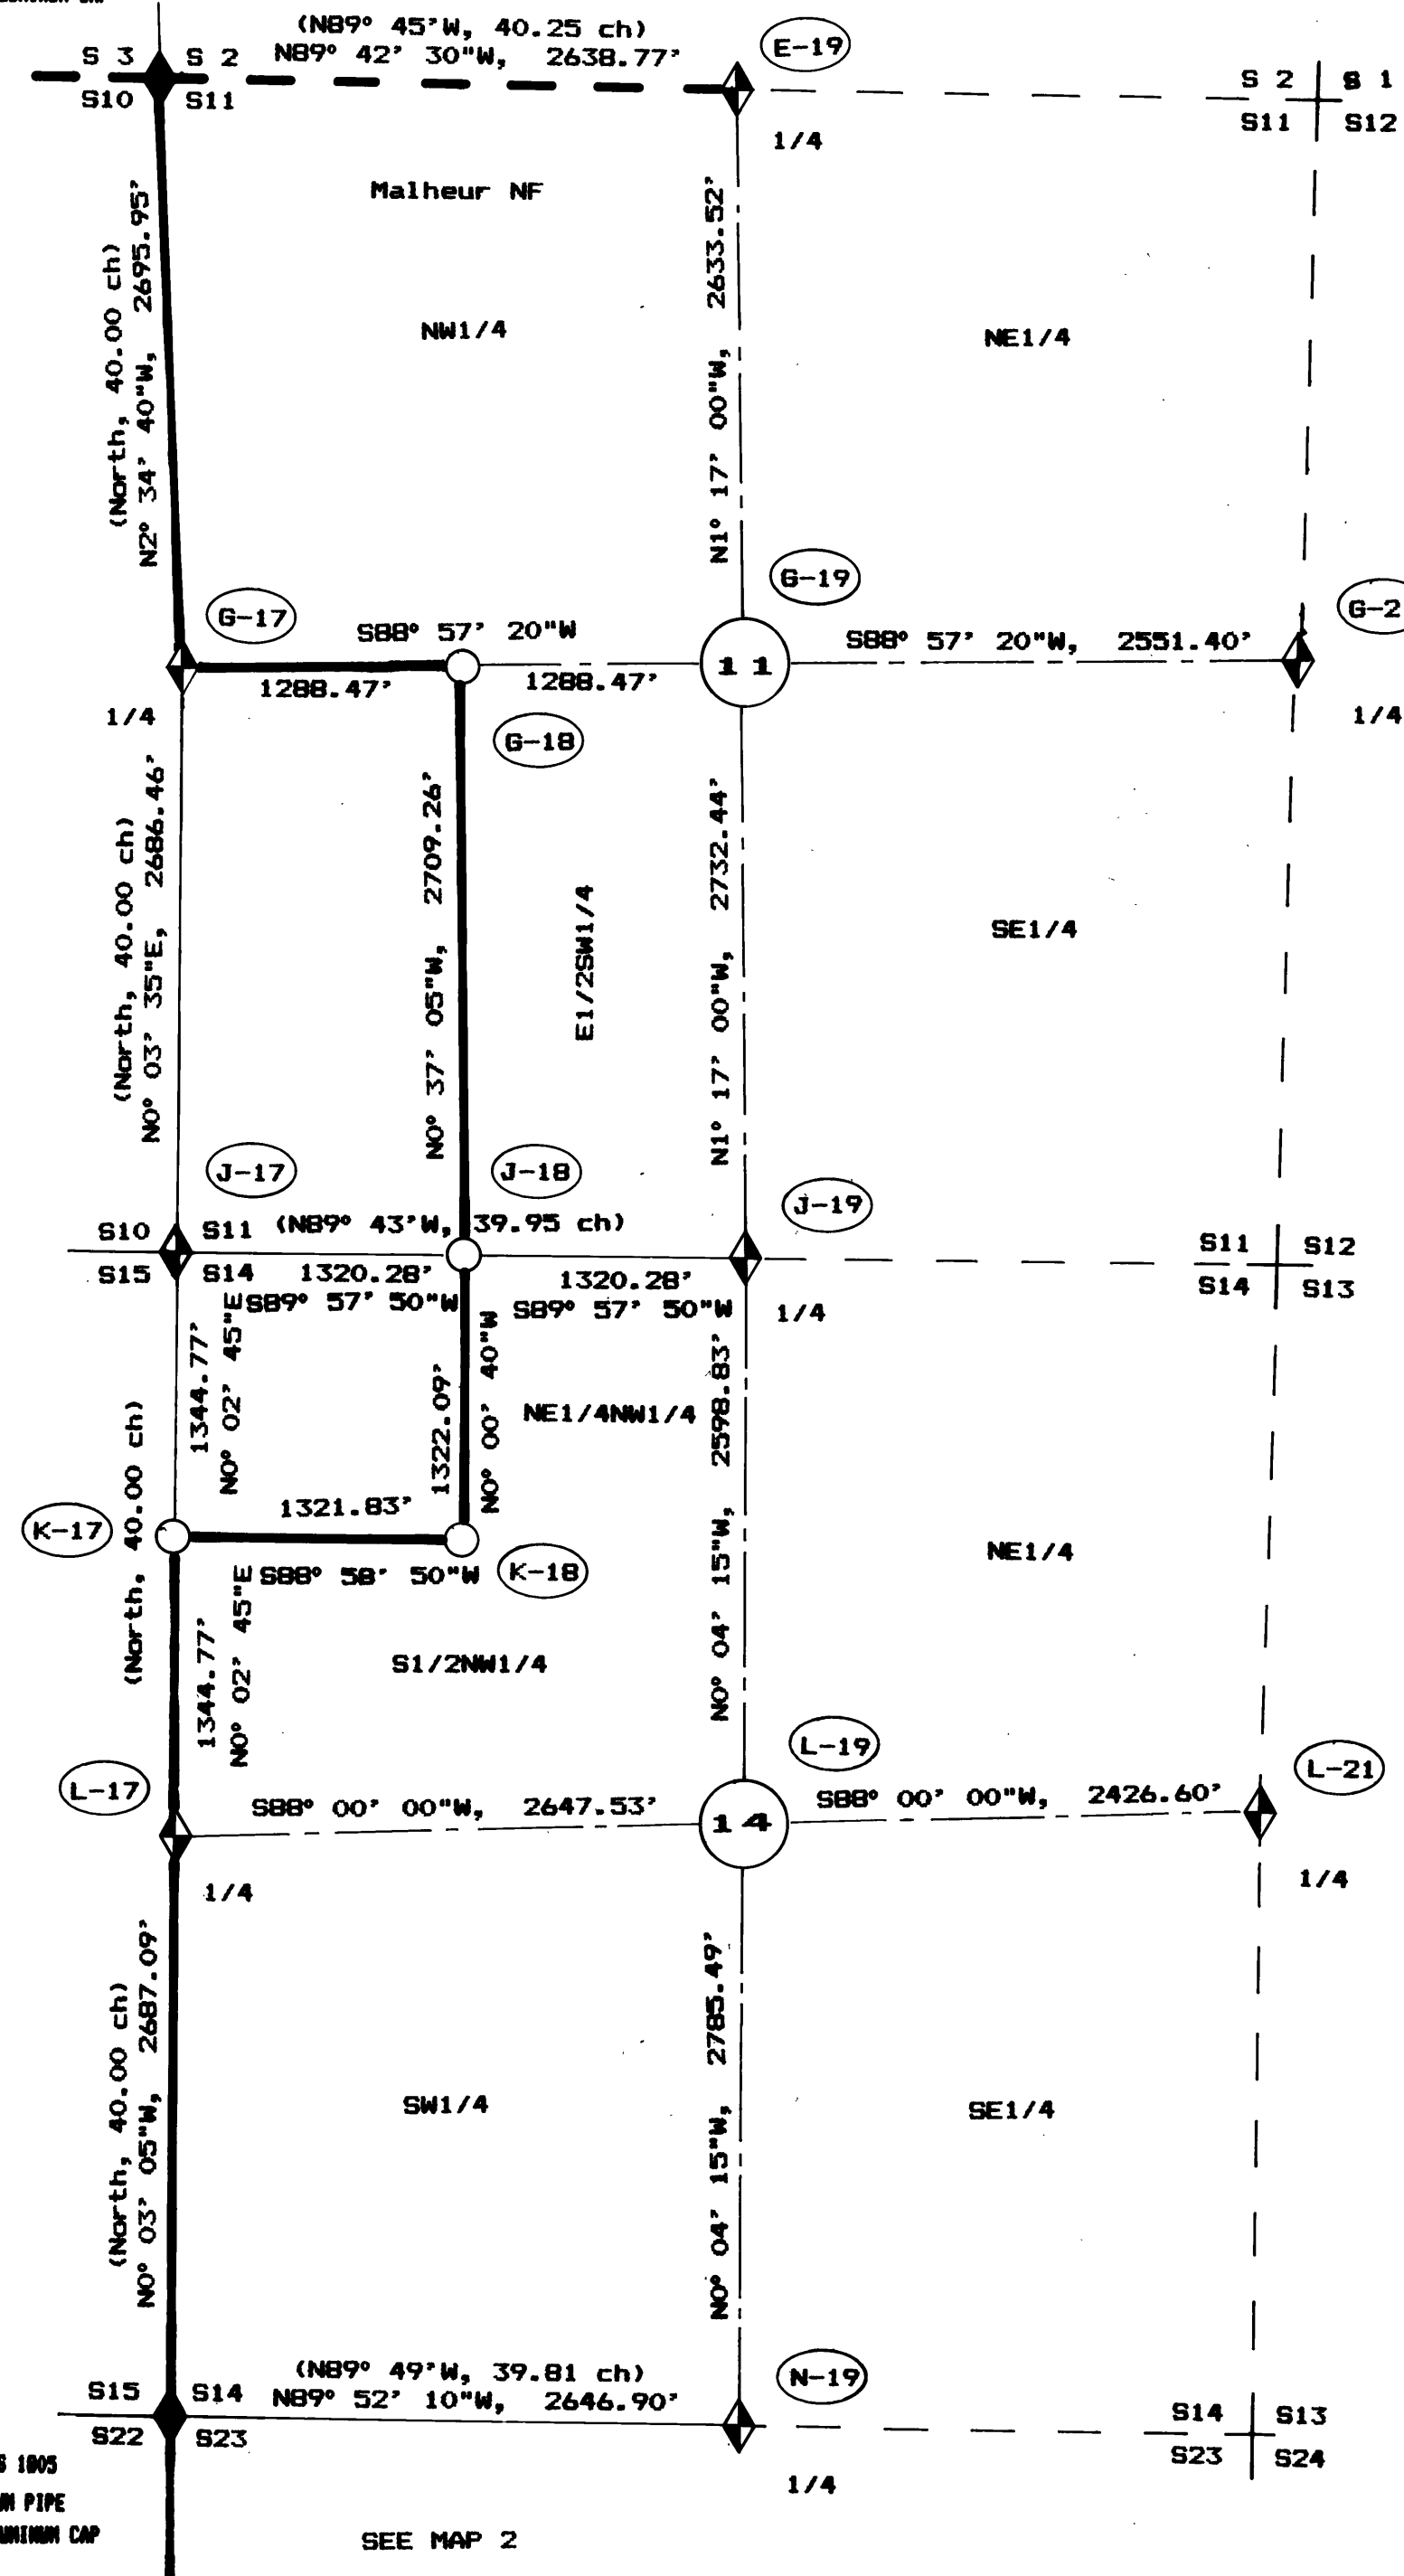 (N89° 45'W, 40.25 ch)
N89° 42' 30"W, 2638.77'
E-19
S 3 S 2
S10 S11
S 2 S 1
S11 S12
1/4
Malheur NF
(North, 40.00 ch)
N2° 34' 40"W, 2695.95'
N1° 17' 00"W, 2633.52'
NW1/4
NE1/4
G-17
G-19
G-2
S88° 57' 20"W
S88° 57' 20"W, 2551.40'
11
1288.47'
1288.47'
1/4
1/4
G-18
(North, 40.00 ch)
N0° 03' 35"E, 2686.46'
N0° 37' 05"W, 2709.26'
E1/2SW1/4
N1° 17' 00"W, 2732.44'
SE1/4
J-17
J-18
J-19
S10 S11
(N89° 43'W, 39.95 ch)
S15 S14
1320.28'
1320.28'
S89° 57' 50"W
S89° 57' 50"W
1/4
S11 S12
S14 S13
1344.77'
N0° 02' 45"E
1322.09'
N0° 00' 40"W
NE1/4NW1/4
(North, 40.00 ch)
N0° 04' 15"W, 2598.83'
K-17
1321.83'
S88° 58' 50"W
K-18
NE1/4
1344.77'
N0° 02' 45"E
S1/2NW1/4
L-17
L-19
L-21
S88° 00' 00"W, 2647.53'
14
S88° 00' 00"W, 2426.60'
1/4
1/4
(North, 40.00 ch)
N0° 03' 05"W, 2687.09'
N0° 04' 15"W, 2785.49'
SW1/4
SE1/4
(N89° 49'W, 39.81 ch)
N89° 52' 10"W, 2646.90'
N-19
S15 S14
S22 S23
S14 S13
S23 S24
1/4
S 1005
PIPE
CAP
SEE MAP 2